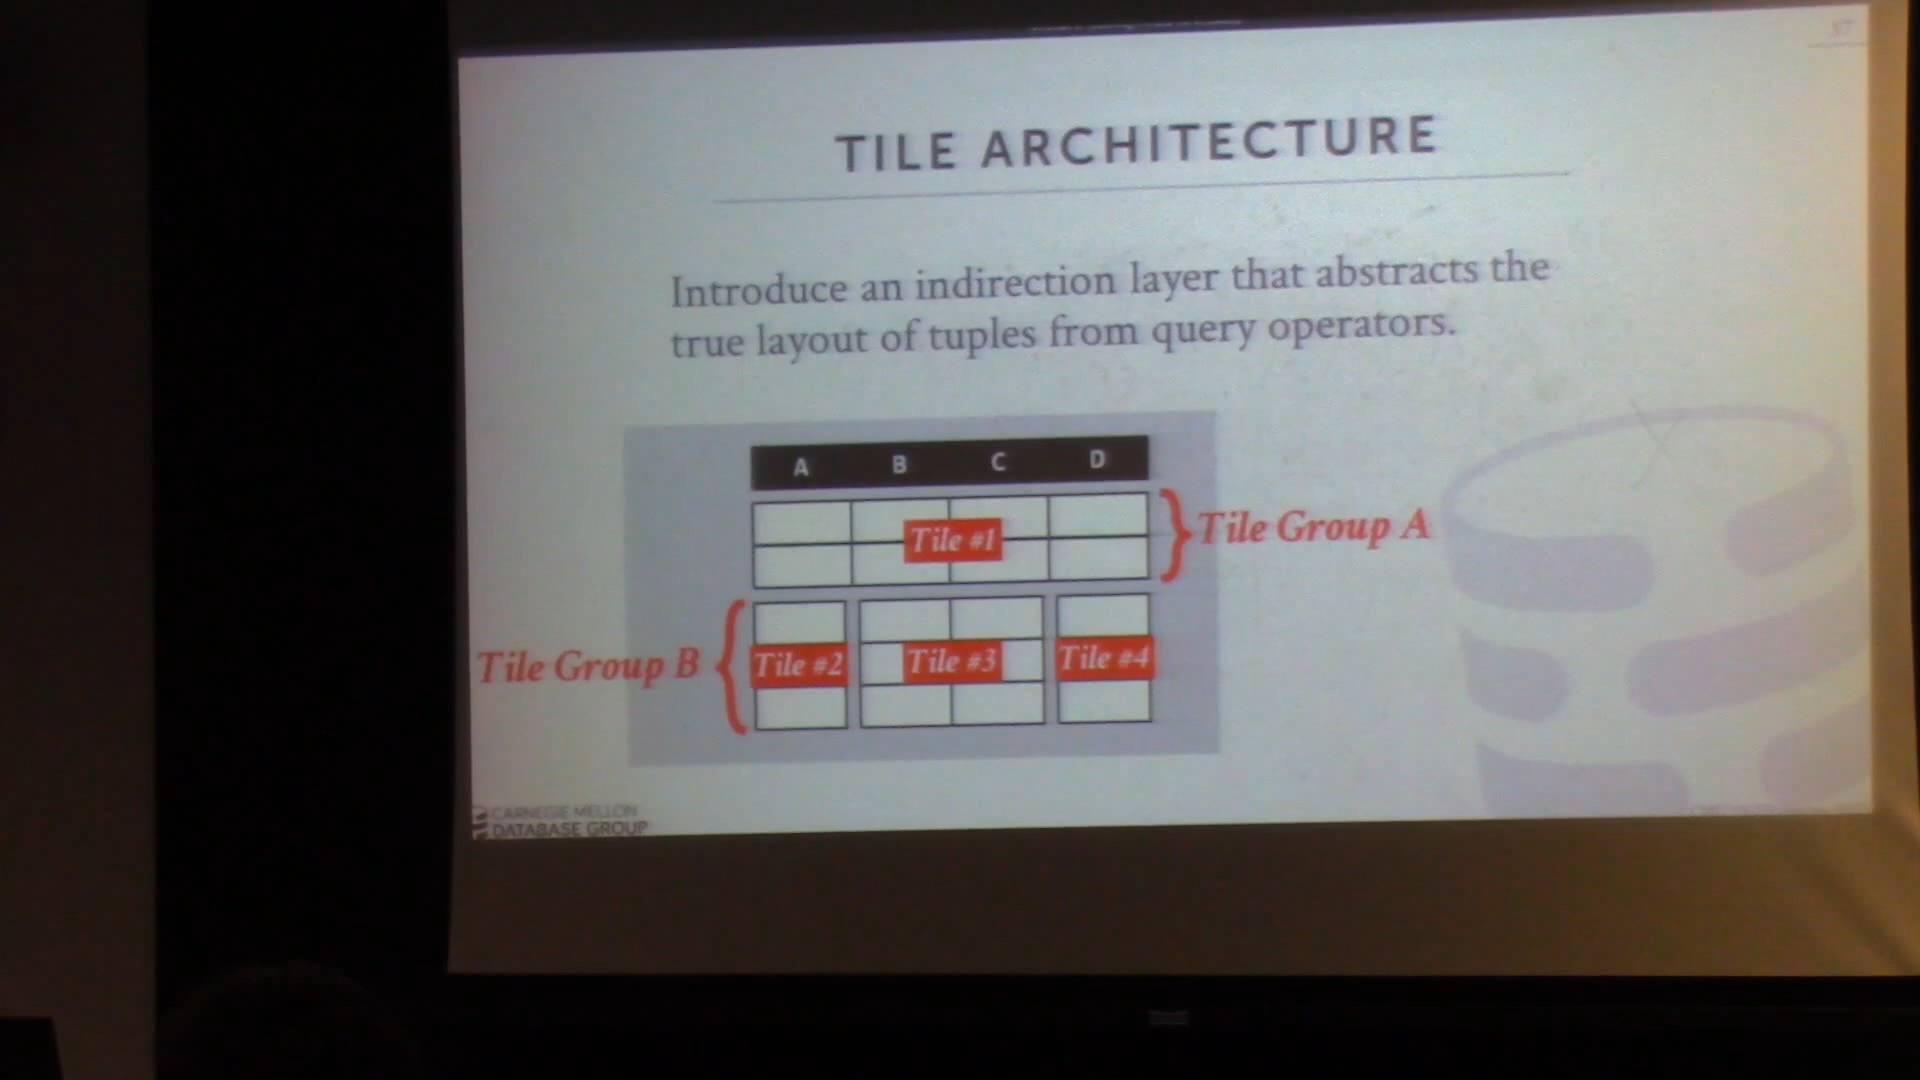 TILE ARCHITECTURE
Introduce an indirection layer that abstracts the
true layout of tuples from query operators.
A B C D
Tile #1
Tile Group A
Tile Group B
Tile #2 Tile #3 Tile #4
CARNEGIE MELLON
DATABASE GROUP